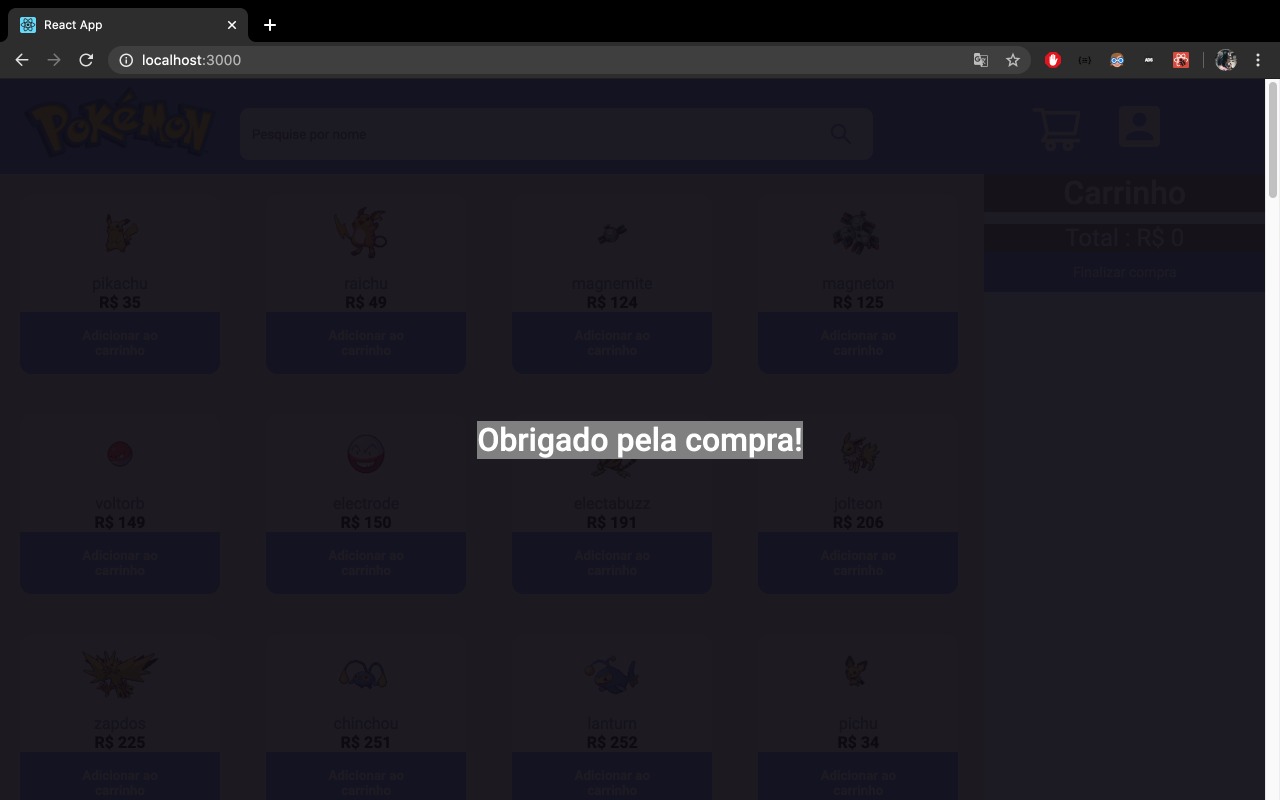 React App
localhost:3000
ABP
POKÉMON
Pesquise por nome
Carrinho
Total : R$ 0
Finalizar compra
pikachu
R$ 35
Adicionar ao
carrinho
raichu
R$ 49
Adicionar ao
carrinho
magnemite
R$ 124
Adicionar ao
carrinho
magneton
R$ 125
Adicionar ao
carrinho
Obrigado pela compra!
voltorb
R$ 149
Adicionar ao
carrinho
electrode
R$ 150
Adicionar ao
carrinho
electabuzz
R$ 191
Adicionar ao
carrinho
jolteon
R$ 206
Adicionar ao
carrinho
zapdos
R$ 225
Adicionar ao
carrinho
chinchou
R$ 251
Adicionar ao
carrinho
lanturn
R$ 252
Adicionar ao
carrinho
pichu
R$ 34
Adicionar ao
carrinho